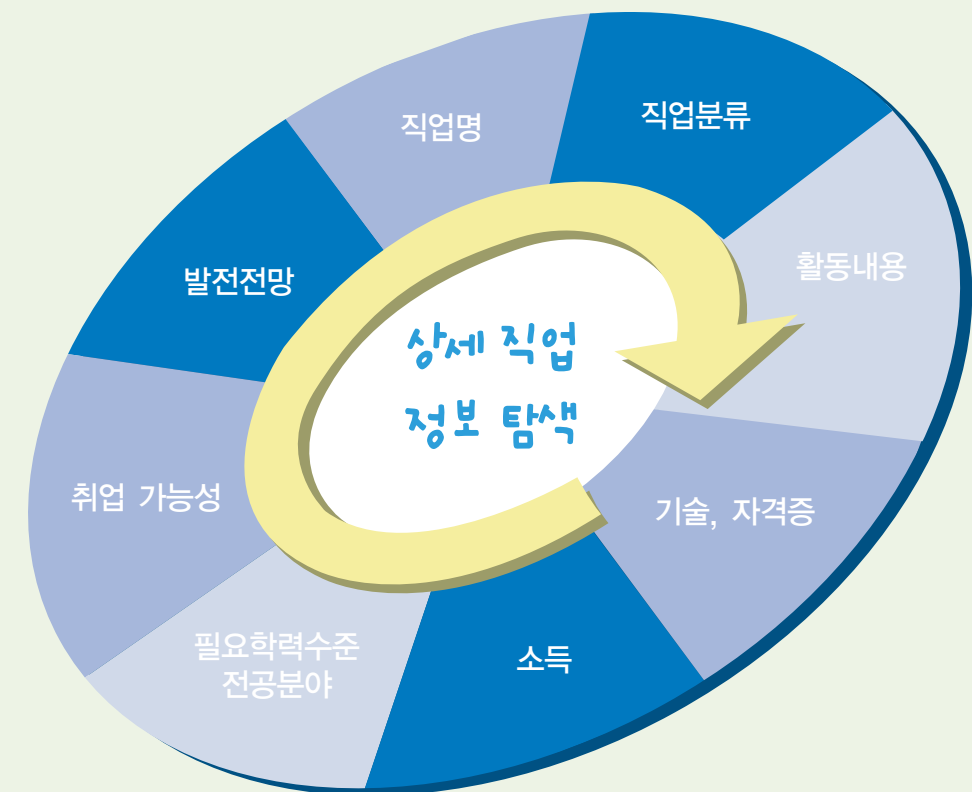 직업명
직업분류
활동내용
기술, 자격증
소득
필요학력수준
전공분야
취업 가능성
발전전망
상세 직업
정보 탐색